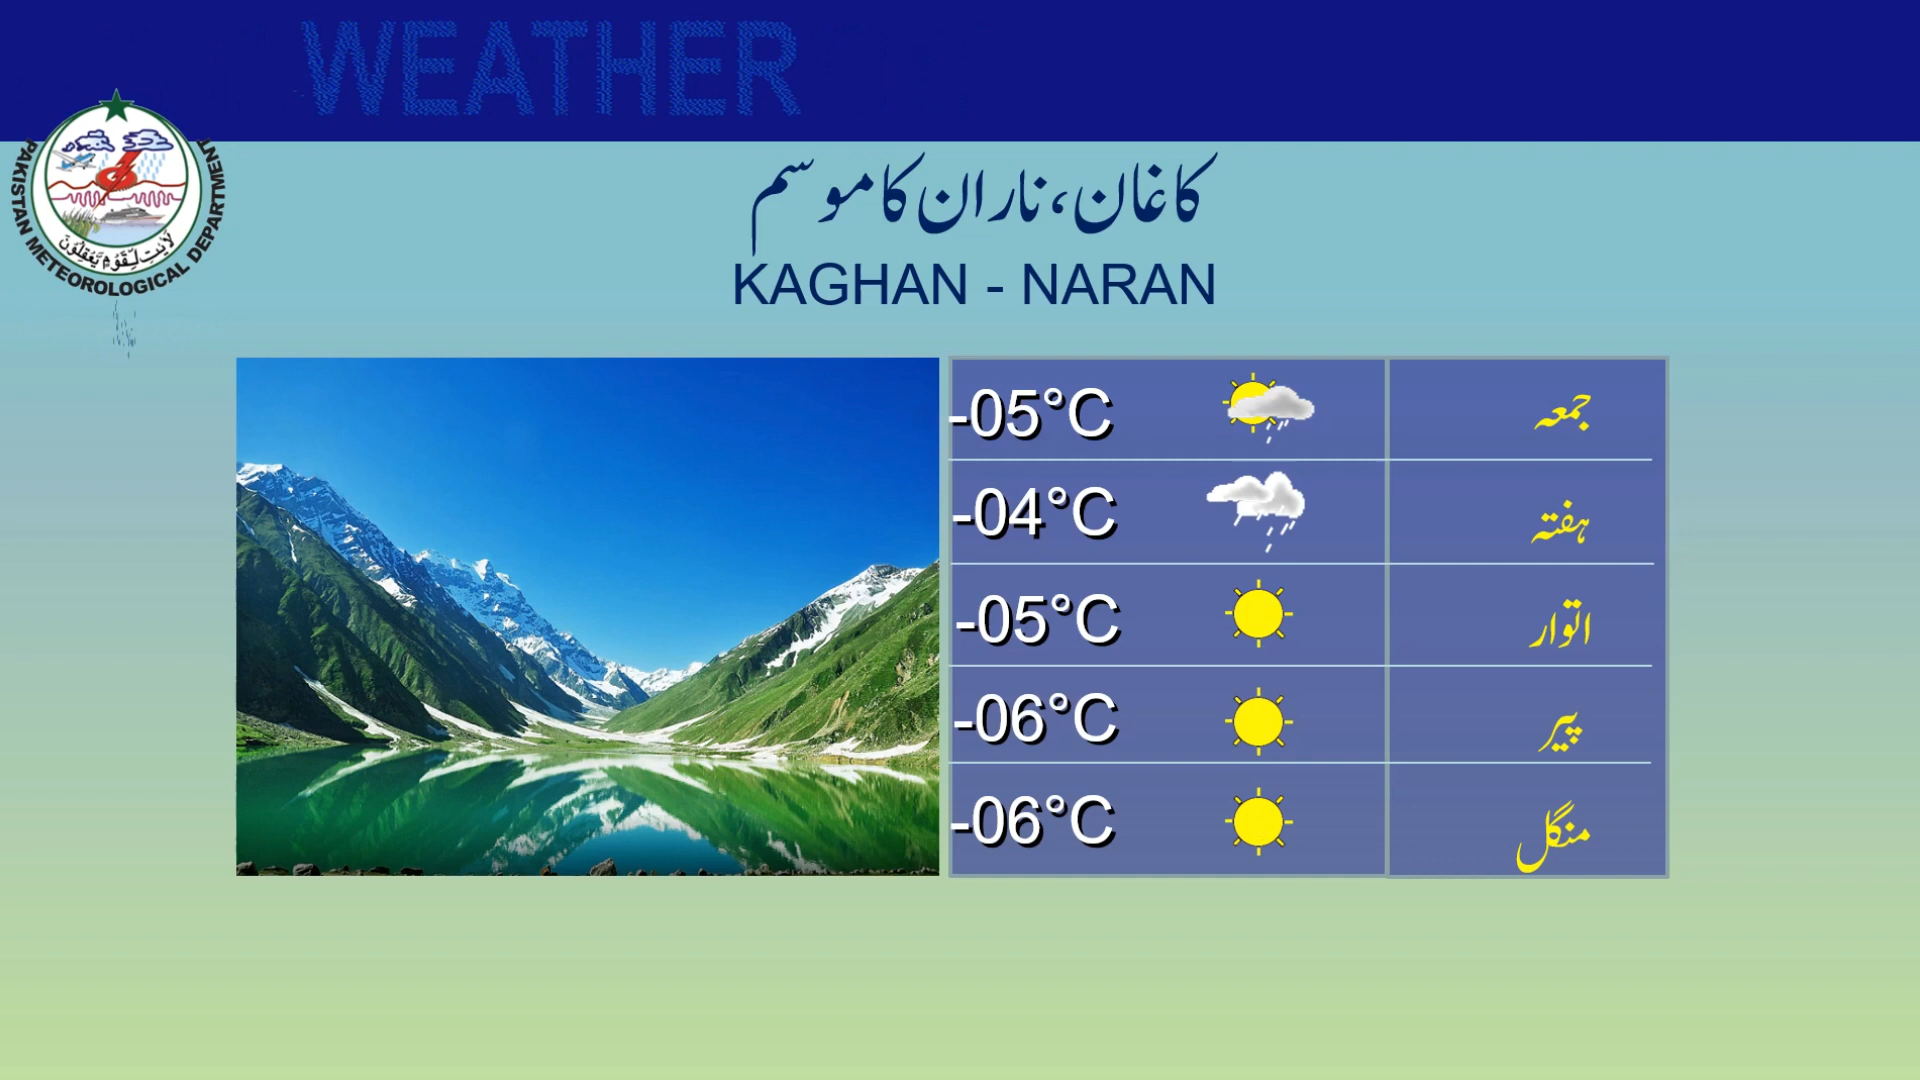 WEATHER
PAKISTAN METEOROLOGICAL DEPARTMENT
لَاٰیٰتٍ لِّقَوْمٍ یَّعْقِلُوْنَ
کاغان، ناران کا موسم
KAGHAN - NARAN
-05°C جمعہ
-04°C ہفتہ
-05°C اتوار
-06°C پیر
-06°C منگل